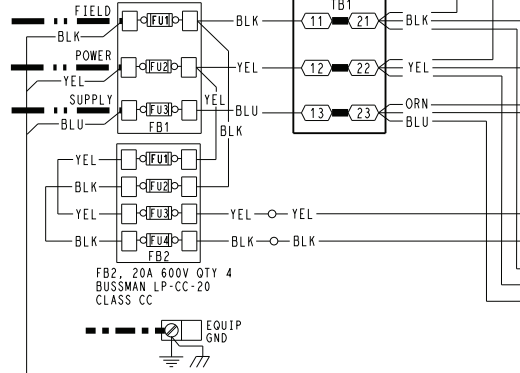 TB1
FIELD
FU1
BLK
11
21
BLK
BLK
POWER
FU2
YEL
12
22
YEL
YEL
SUPPLY
YEL
ORN
FU3
BLU
13
23
BLU
BLU
FB1
BLK
YEL
FU1
BLK
FU2
YEL
FU3
YEL
YEL
BLK
FU4
BLK
BLK
FB2
FB2, 20A 600V QTY 4
BUSSMAN LP-CC-20
CLASS CC
EQUIP
GND